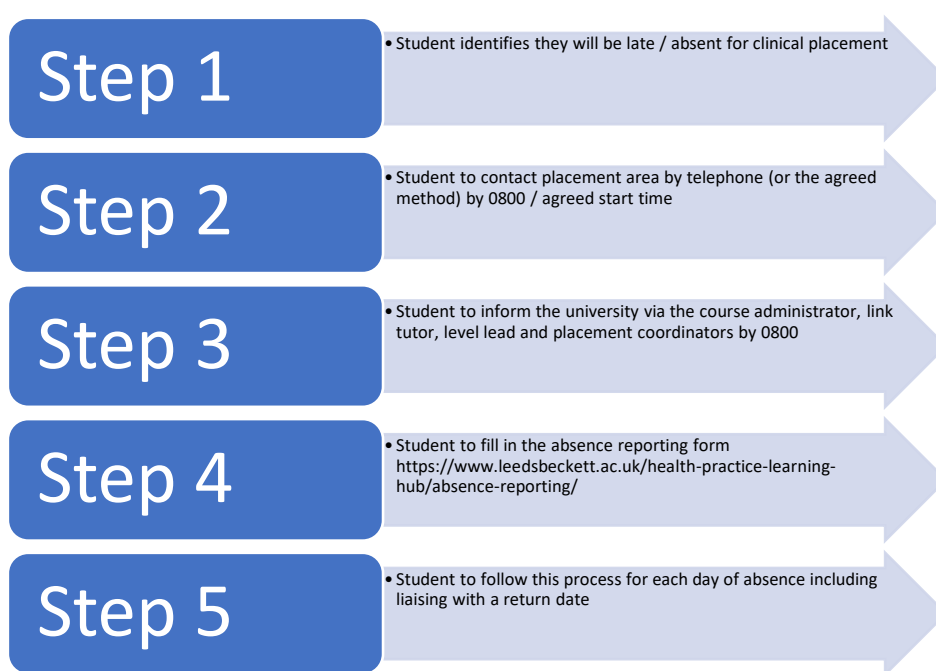 Step 1
• Student identifies they will be late / absent for clinical placement
Step 2
• Student to contact placement area by telephone (or the agreed
method) by 0800 / agreed start time
Step 3
• Student to inform the university via the course administrator, link
tutor, level lead and placement coordinators by 0800
Step 4
• Student to fill in the absence reporting form
https://www.leedsbeckett.ac.uk/health-practice-learning-
hub/absence-reporting/
Step 5
• Student to follow this process for each day of absence including
liaising with a return date